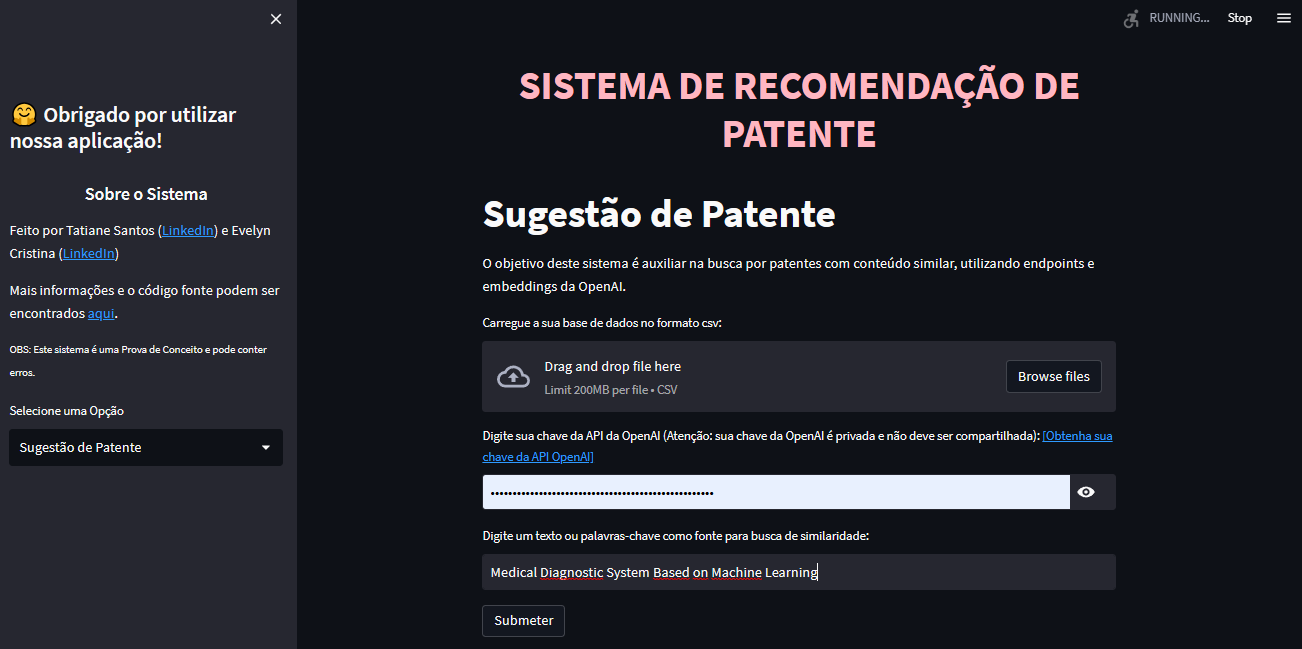 🤗 Obrigado por utilizar
nossa aplicação!
Sobre o Sistema
Feito por Tatiane Santos (LinkedIn) e Evelyn
Cristina (LinkedIn)
Mais informações e o código fonte podem ser
encontrados aqui.
OBS: Este sistema é uma Prova de Conceito e pode conter
erros.
Selecione uma Opção
Sugestão de Patente
RUNNING...
Stop
SISTEMA DE RECOMENDAÇÃO DE
PATENTE
Sugestão de Patente
O objetivo deste sistema é auxiliar na busca por patentes com conteúdo similar, utilizando endpoints e
embeddings da OpenAI.
Carregue a sua base de dados no formato csv:
Drag and drop file here
Limit 200MB per file • CSV
Browse files
Digite sua chave da API da OpenAI (Atenção: sua chave da OpenAI é privada e não deve ser compartilhada): [Obtenha sua
chave da API OpenAI]
Digite um texto ou palavras-chave como fonte para busca de similaridade:
Medical Diagnostic System Based on Machine Learning
Submeter